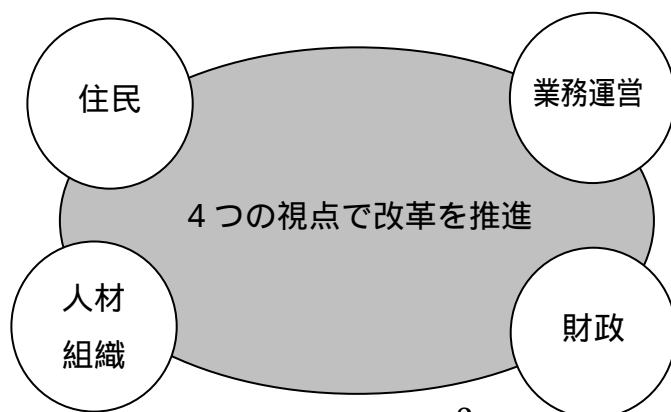 住民
業務運営
4つの視点で改革を推進
人材
組織
財政